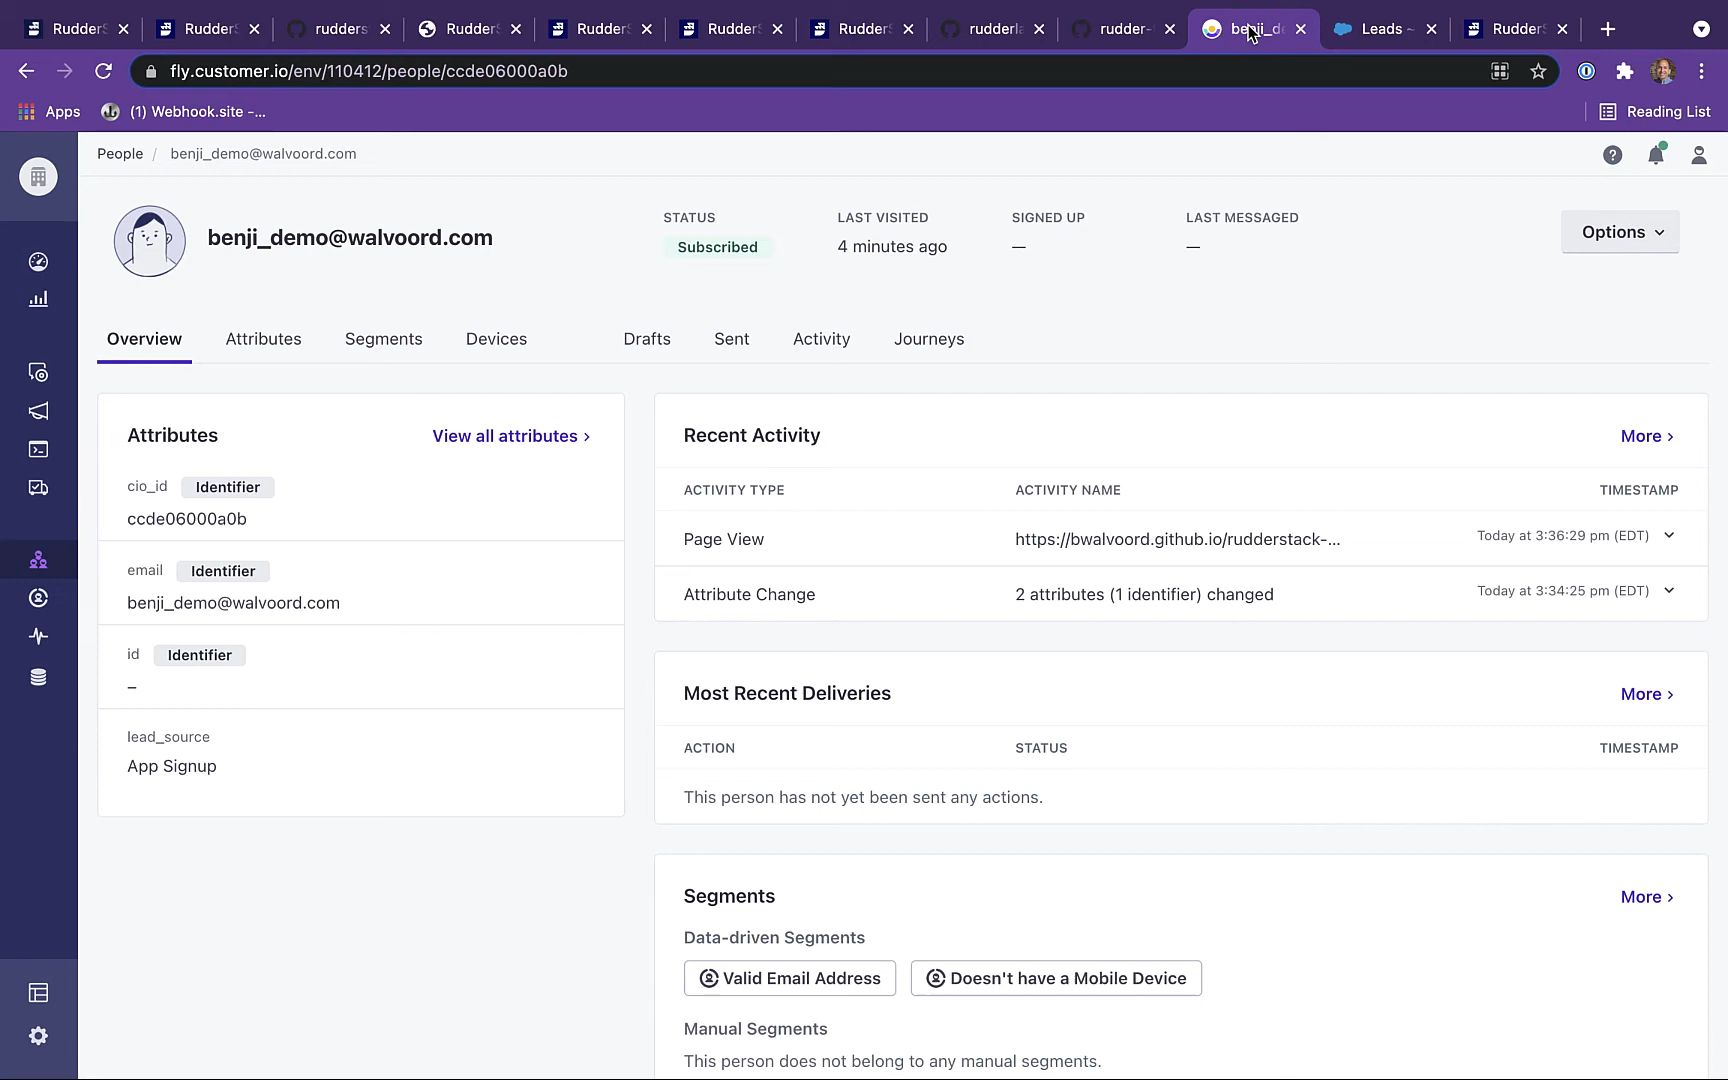 RudderS
RudderS
rudders
RudderS
RudderS
RudderS
RudderS
rudderla
rudder-
benji_de
Leads ~
RudderS
fly.customer.io/env/110412/people/ccde06000a0b
Apps
(1) Webhook.site -...
Reading List
People / benji_demo@walvoord.com
benji_demo@walvoord.com
STATUS
Subscribed
LAST VISITED
4 minutes ago
SIGNED UP
—
LAST MESSAGED
—
Options
Overview
Attributes
Segments
Devices
Drafts
Sent
Activity
Journeys
Attributes
View all attributes ›
cio_id Identifier
ccde06000a0b
email Identifier
benji_demo@walvoord.com
id Identifier
–
lead_source
App Signup
Recent Activity
More ›
ACTIVITY TYPE ACTIVITY NAME TIMESTAMP
Page View https://bwalvoord.github.io/rudderstack-... Today at 3:36:29 pm (EDT)
Attribute Change 2 attributes (1 identifier) changed Today at 3:34:25 pm (EDT)
Most Recent Deliveries
More ›
ACTION STATUS TIMESTAMP
This person has not yet been sent any actions.
Segments
More ›
Data-driven Segments
Valid Email Address
Doesn't have a Mobile Device
Manual Segments
This person does not belong to any manual segments.